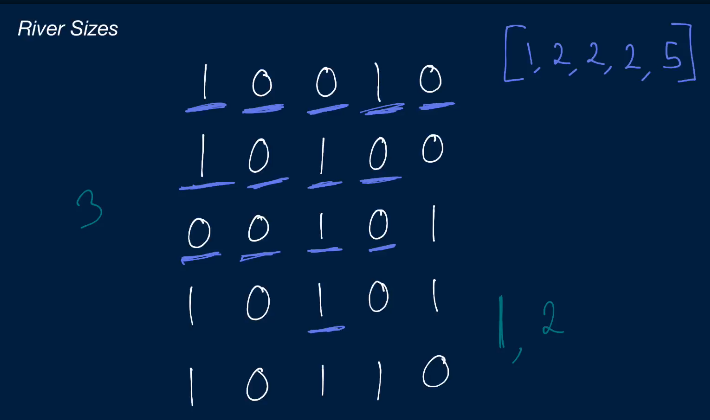 River Sizes
[1, 2, 2, 2, 5]
1 0 0 1 0
1 0 1 0 0
3
0 0 1 0 1
1 0 1 0 1
1, 2
1 0 1 1 0